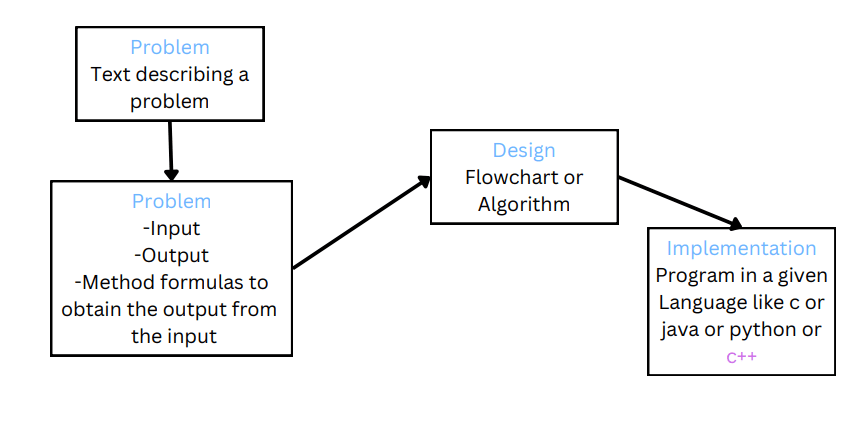 Problem
Text describing a
problem
Problem
-Input
-Output
-Method formulas to
obtain the output from
the input
Design
Flowchart or
Algorithm
Implementation
Program in a given
Language like c or
java or python or
c++